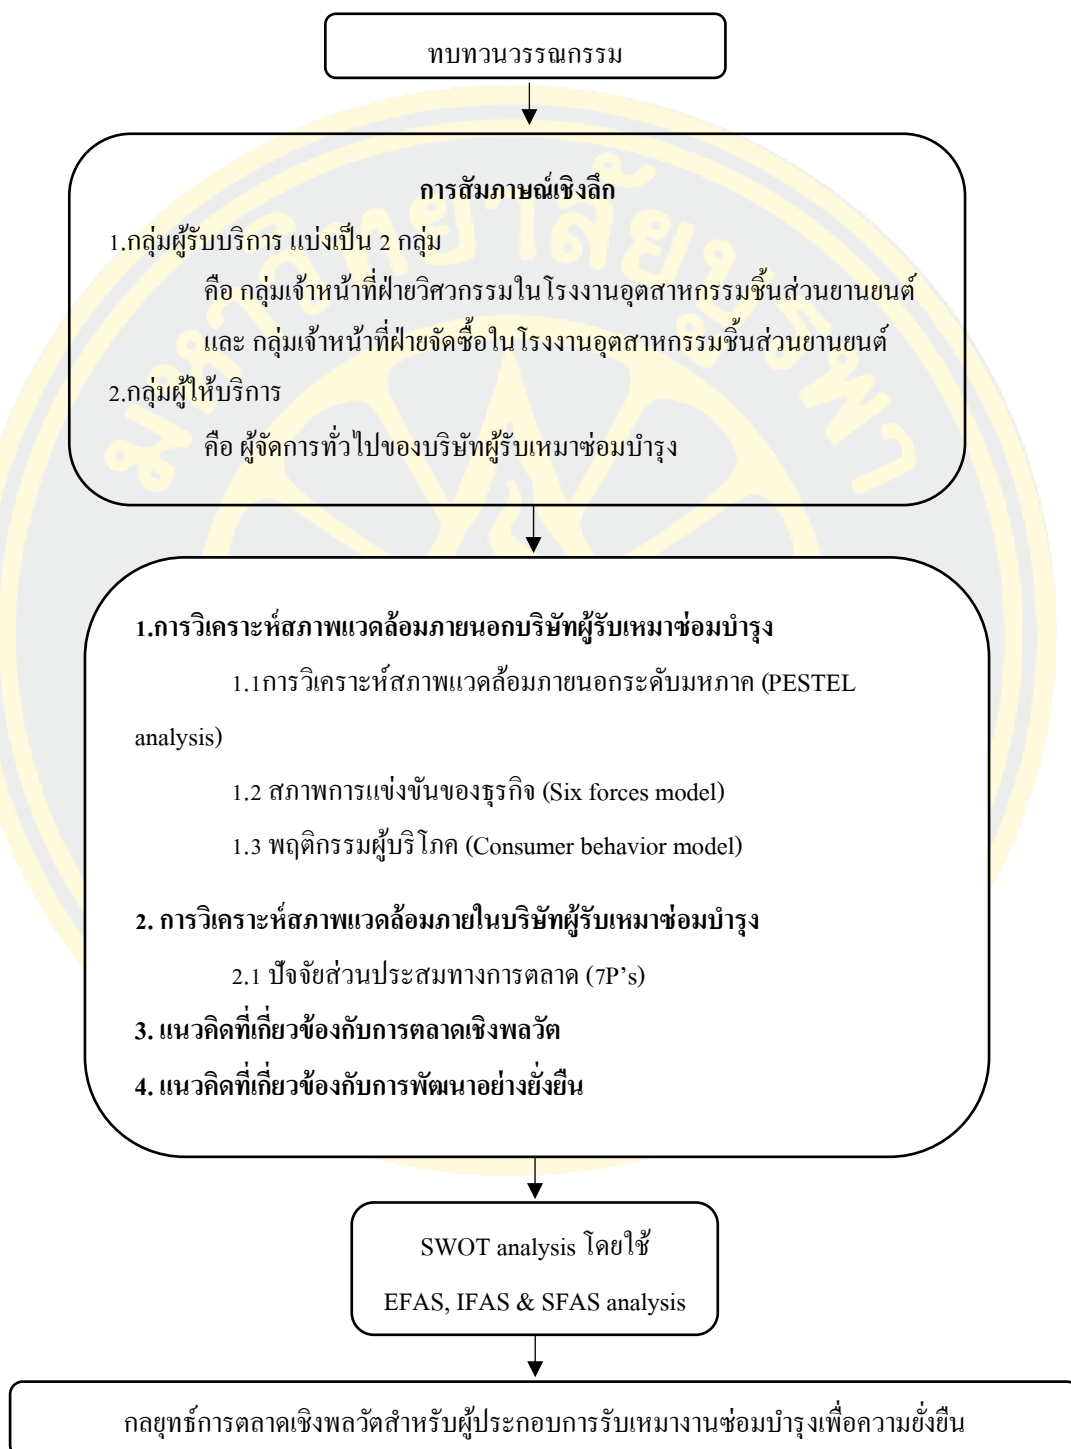 ทบทวนวรรณกรรม
การสัมภาษณ์เชิงลึก
1.กลุ่มผู้รับบริการ แบ่งเป็น 2 กลุ่ม
คือ กลุ่มเจ้าหน้าที่ฝ่ายวิศวกรรมในโรงงานอุตสาหกรรมชิ้นส่วนยานยนต์
และ กลุ่มเจ้าหน้าที่ฝ่ายจัดซื้อในโรงงานอุตสาหกรรมชิ้นส่วนยานยนต์
2.กลุ่มผู้ให้บริการ
คือ ผู้จัดการทั่วไปของบริษัทผู้รับเหมาซ่อมบำรุง
1.การวิเคราะห์สภาพแวดล้อมภายนอกบริษัทผู้รับเหมาซ่อมบำรุง
1.1การวิเคราะห์สภาพแวดล้อมภายนอกระดับมหภาค (PESTEL
analysis)
1.2 สภาพการแข่งขันของธุรกิจ (Six forces model)
1.3 พฤติกรรมผู้บริโภค (Consumer behavior model)
2. การวิเคราะห์สภาพแวดล้อมภายในบริษัทผู้รับเหมาซ่อมบำรุง
2.1 ปัจจัยส่วนประสมทางการตลาด (7P’s)
3. แนวคิดที่เกี่ยวข้องกับการตลาดเชิงพลวัต
4. แนวคิดที่เกี่ยวข้องกับการพัฒนาอย่างยั่งยืน
SWOT analysis โดยใช้
EFAS, IFAS & SFAS analysis
กลยุทธ์การตลาดเชิงพลวัตสำหรับผู้ประกอบการรับเหมางานซ่อมบำรุงเพื่อความยั่งยืน
มหาวิทยาลัยบูรพา